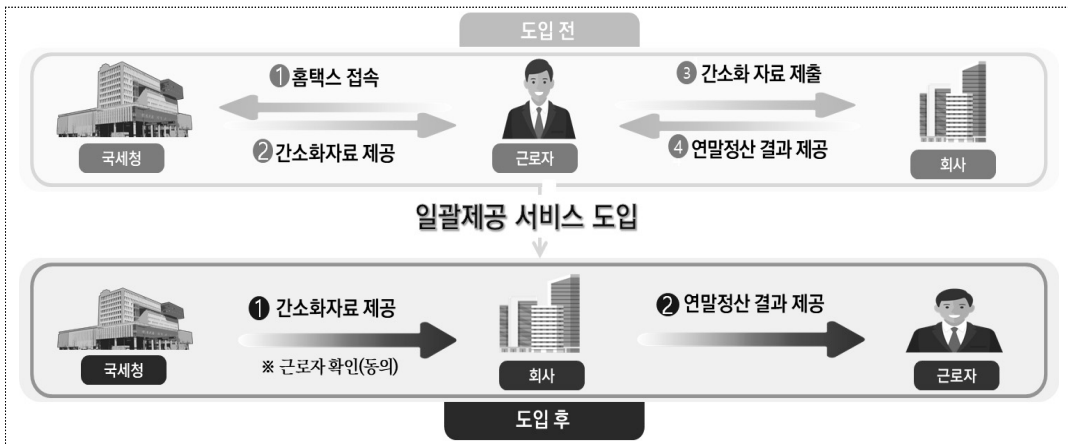 도입 전
❶홈택스 접속
❷간소화자료 제공
❸ 간소화 자료 제출
❹연말정산 결과 제공
국세청
근로자
회사
일괄제공 서비스 도입
❶ 간소화자료 제공
※ 근로자 확인(동의)
❷ 연말정산 결과 제공
국세청
회사
근로자
도입 후